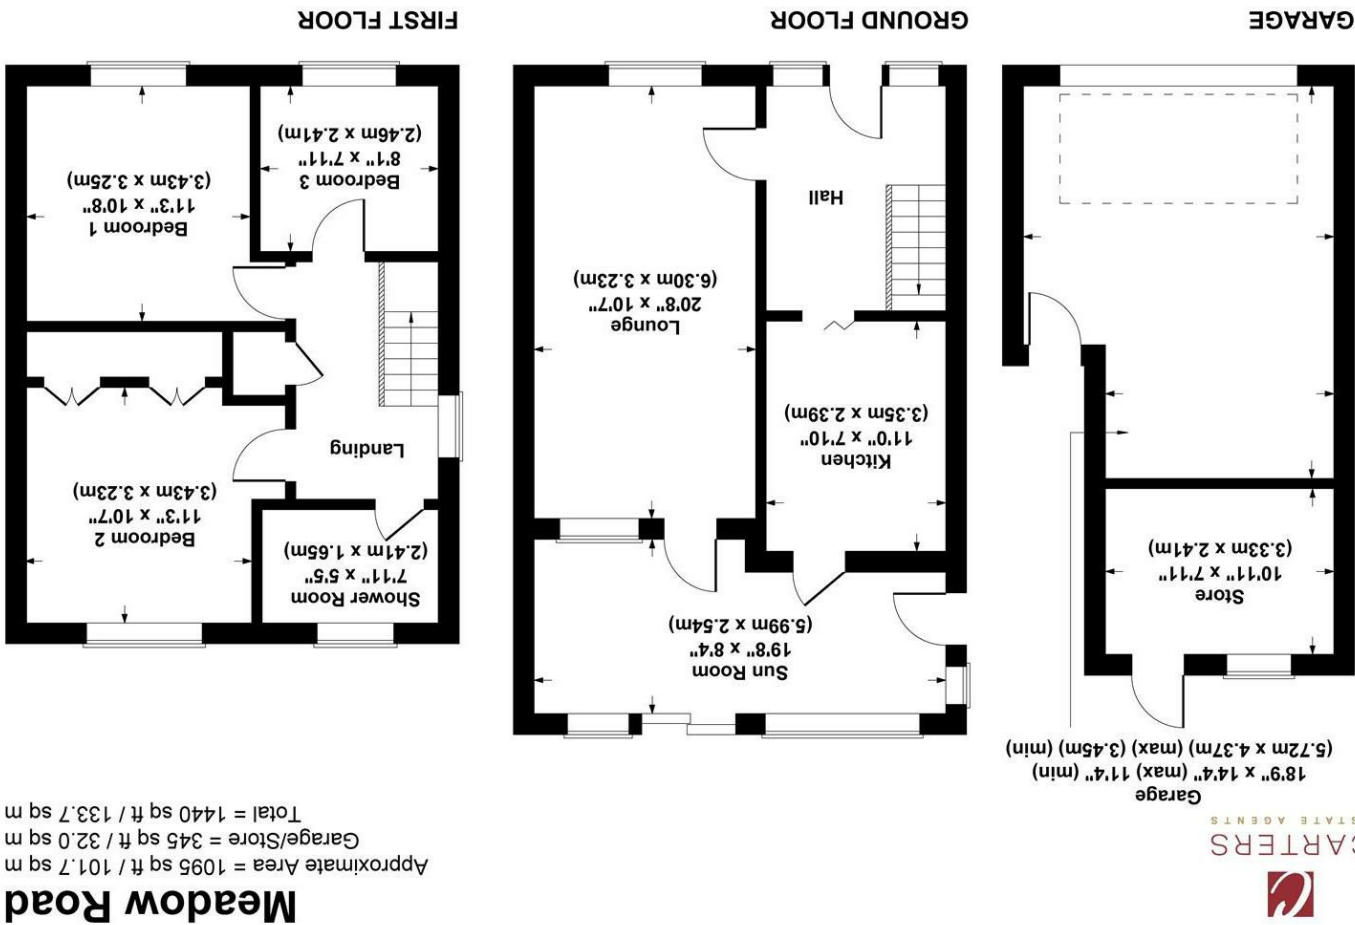 CARTERS
ESTATE AGENTS
Meadow Road
Approximate Area = 1095 sq ft / 101.7 sq m
Garage/Store = 345 sq ft / 32.0 sq m
Total = 1440 sq ft / 133.7 sq m
Garage
18'9" x 14'4" (max) 11'4" (min)
(5.72m x 4.37m) (max) (3.45m) (min)
Store
10'11" x 7'11"
(3.33m x 2.41m)
GARAGE
Sun Room
19'8" x 8'4"
(5.99m x 2.54m)
Kitchen
11'0" x 7'10"
(3.35m x 2.39m)
Lounge
20'8" x 10'7"
(6.30m x 3.23m)
Hall
GROUND FLOOR
Shower Room
7'11" x 5'5"
(2.41m x 1.65m)
Bedroom 2
11'3" x 10'7"
(3.43m x 3.23m)
Landing
Bedroom 3
8'1" x 7'11"
(2.46m x 2.41m)
Bedroom 1
11'3" x 10'8"
(3.43m x 3.25m)
FIRST FLOOR